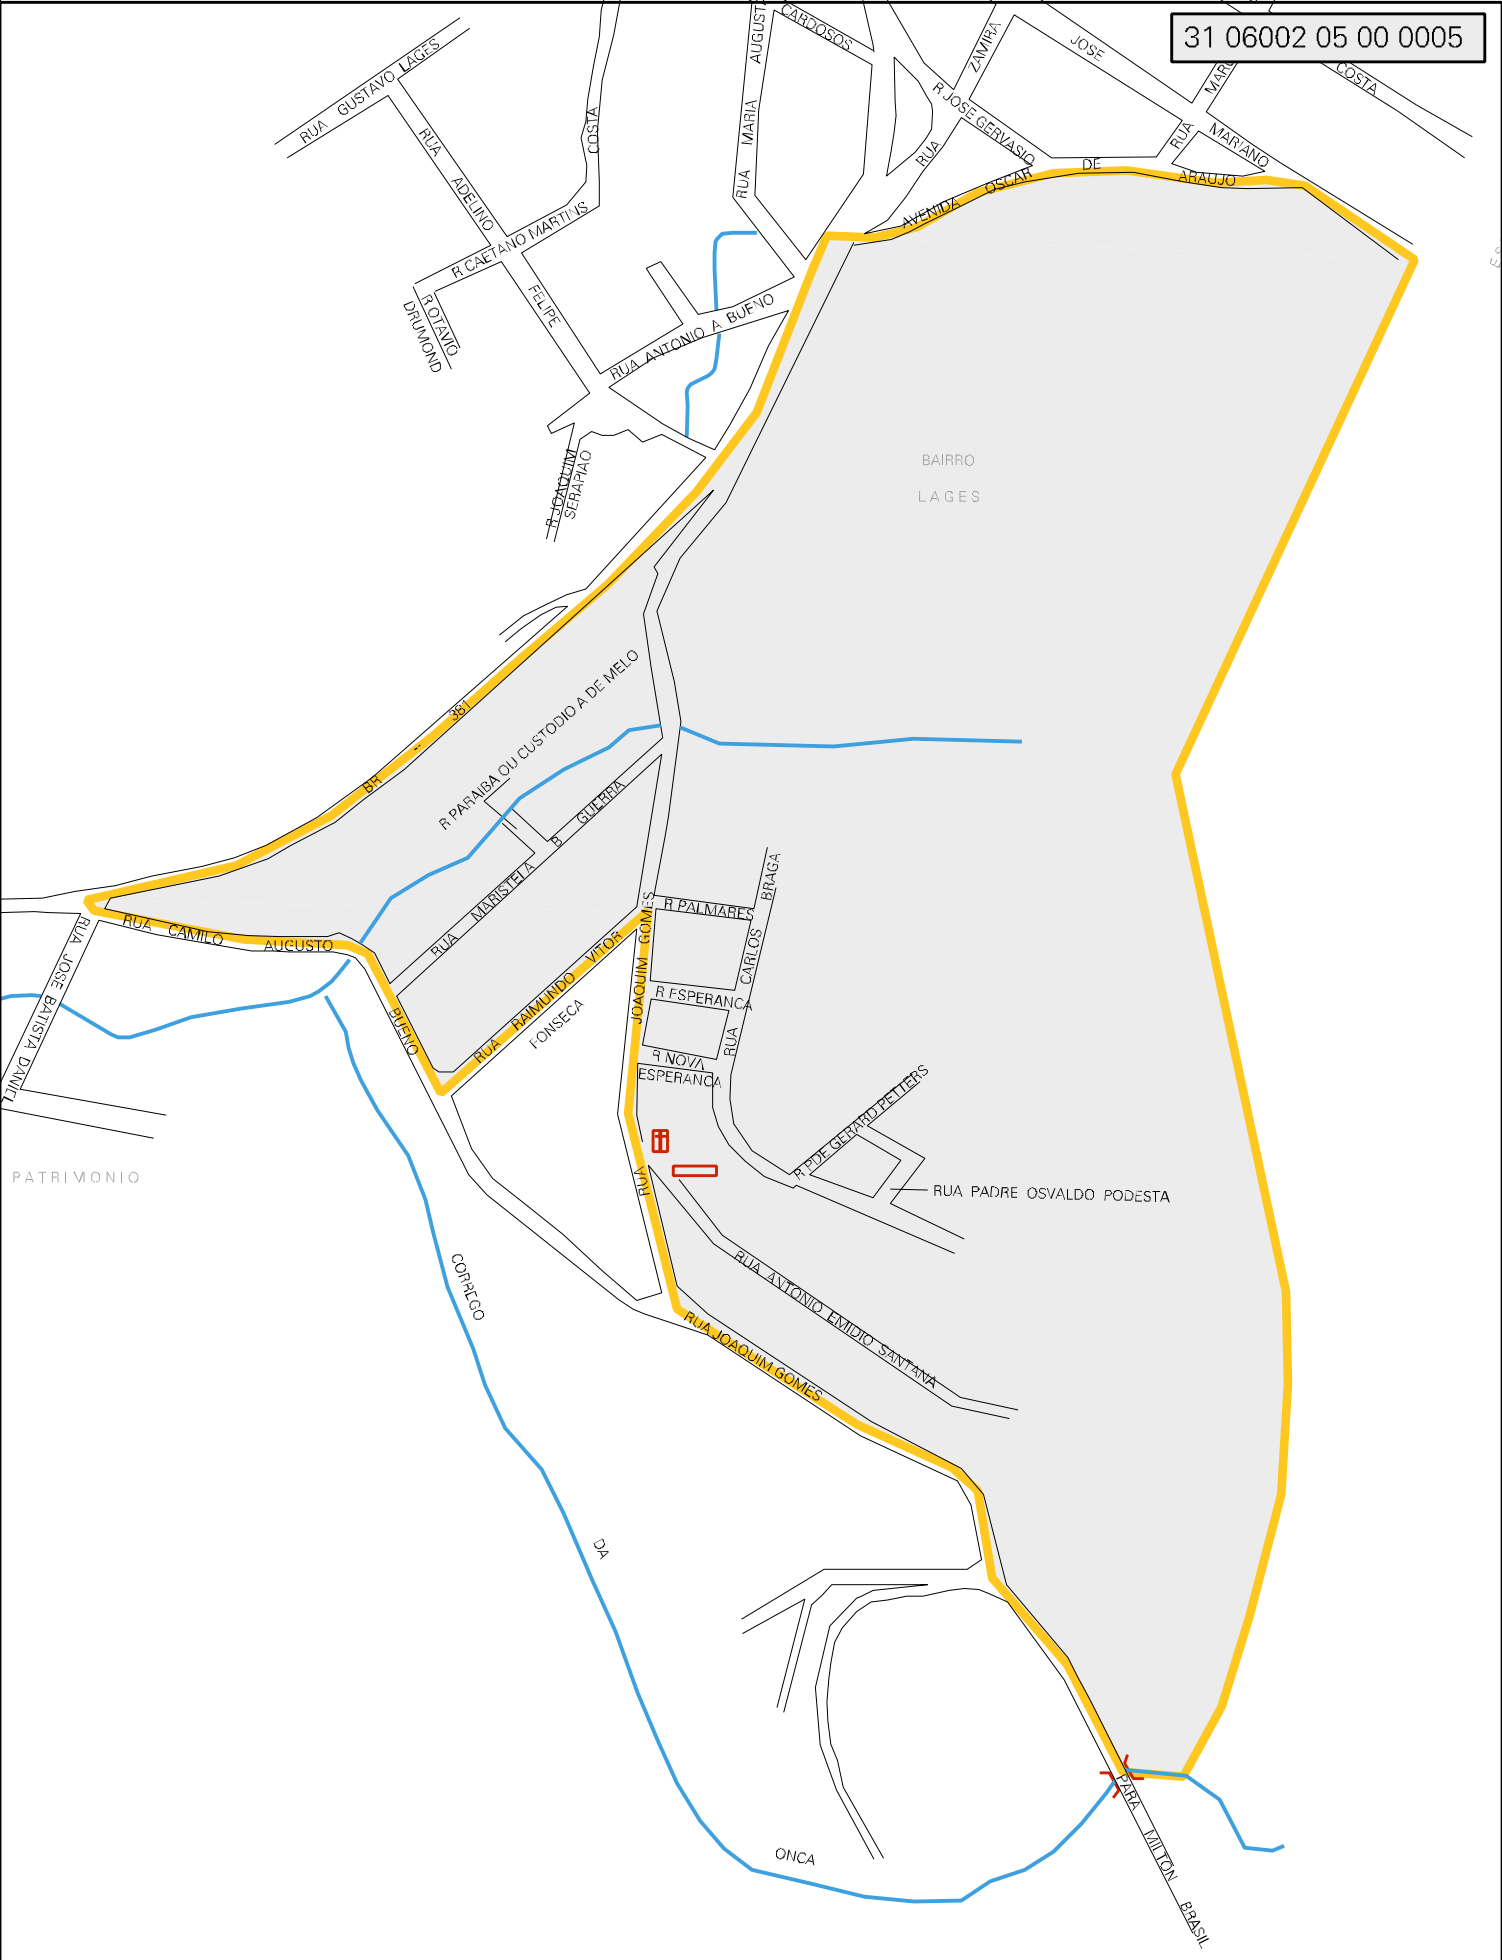 31 06002 05 00 0005
CARDOSOS
ZAMIRA
JOSE
COSTA
RUA GUSTAVO LAGES
RUA MARIA AUGUSTA
R JOSE GERVASIO
RUA
MARIANO
COSTA
RUA ADELINO FELIPE
RUA
DE
AVENIDA OSCAR
ARAUJO
R CAETANO MARTINS
R OTAVIO
DRUMOND
RUA ANTONIO A BUENO
BAIRRO
LAGES
R JOAQUIM
SERAPIAO
R PARAIBA OU CUSTODIO A DE MELO
BR - 381
RUA MARISTELA B GUERRA
R PALMARES
RUA CARLOS BRAGA
RUA CAMILO AUGUSTO BUENO
RUA JOSE BATISTA DANIEL
RUA RAIMUNDO VITOR
FONSECA
RUA JOAQUIM GOMES
R ESPERANCA
R NOVA
ESPERANCA
R PDE GERARD PETTERS
PATRIMONIO
RUA PADRE OSVALDO PODESTA
RUA ANTONIO EMIDIO SANTANA
RUA JOAQUIM GOMES
CORREGO
DA
ONCA
PARA MILTON BRASIL